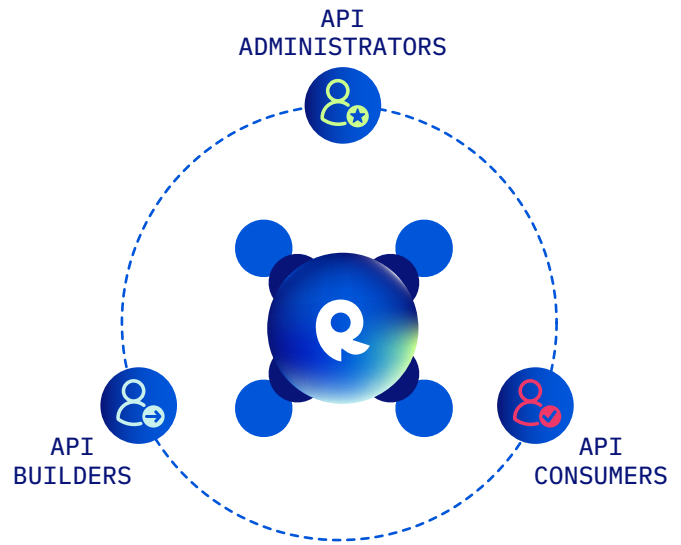 API
ADMINISTRATORS
API
BUILDERS
API
CONSUMERS